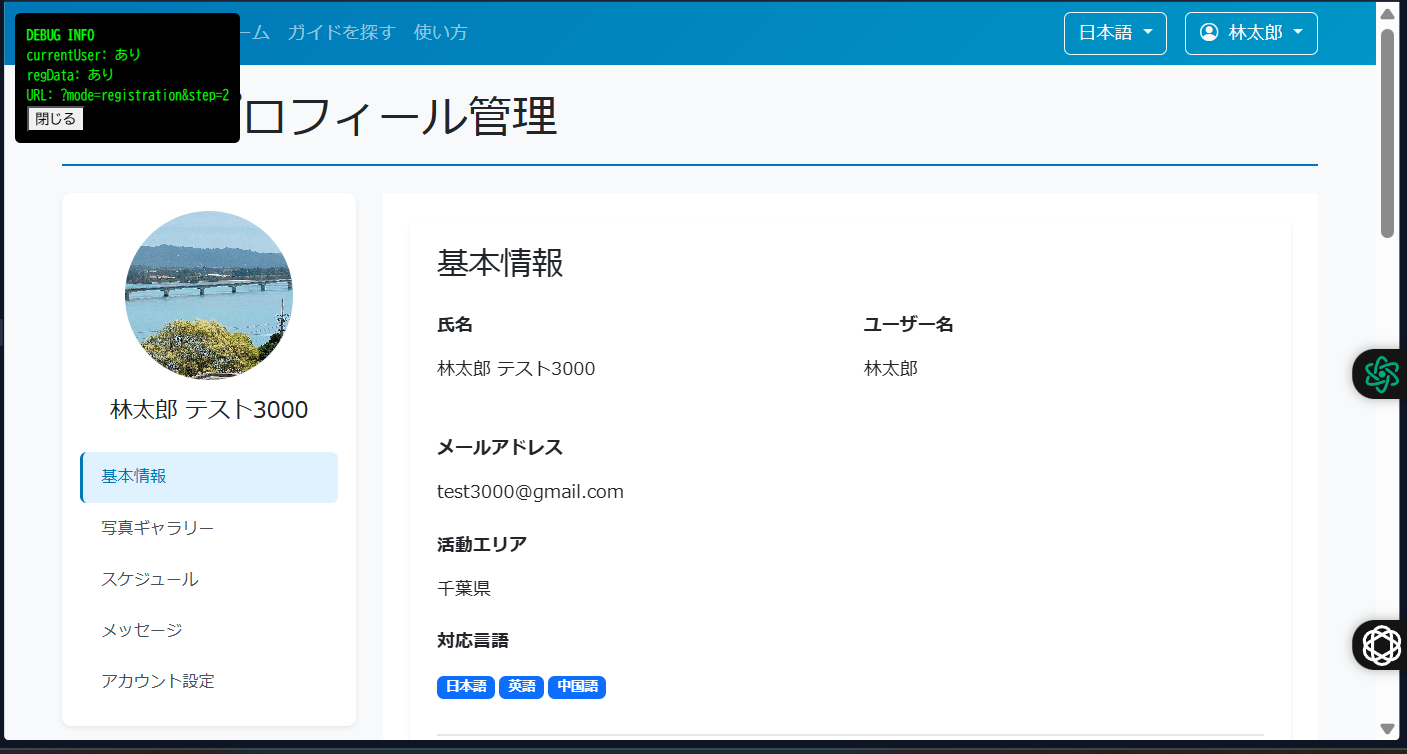 DEBUG INFO
currentUser: あり
regData: あり
URL: ?mode=registration&step=2
閉じる
ーム ガイドを探す 使い方
日本語
林太郎
ロフィール管理
林太郎 テスト3000
基本情報
写真ギャラリー
スケジュール
メッセージ
アカウント設定
基本情報
氏名
林太郎 テスト3000
ユーザー名
林太郎
メールアドレス
test3000@gmail.com
活動エリア
千葉県
対応言語
日本語 英語 中国語